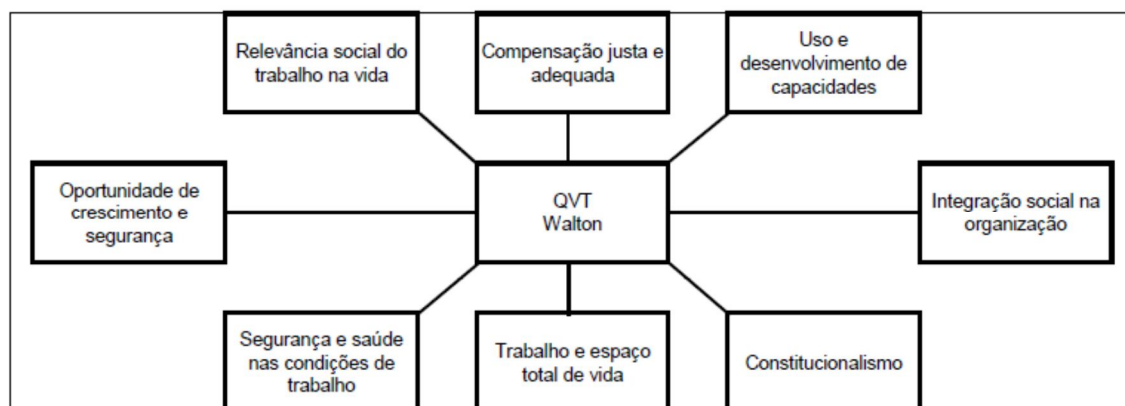 Relevância social do
trabalho na vida
Compensação justa e
adequada
Uso e
desenvolvimento de
capacidades
Oportunidade de
crescimento e
segurança
QVT
Walton
Integração social na
organização
Segurança e saúde
nas condições de
trabalho
Trabalho e espaço
total de vida
Constitucionalismo